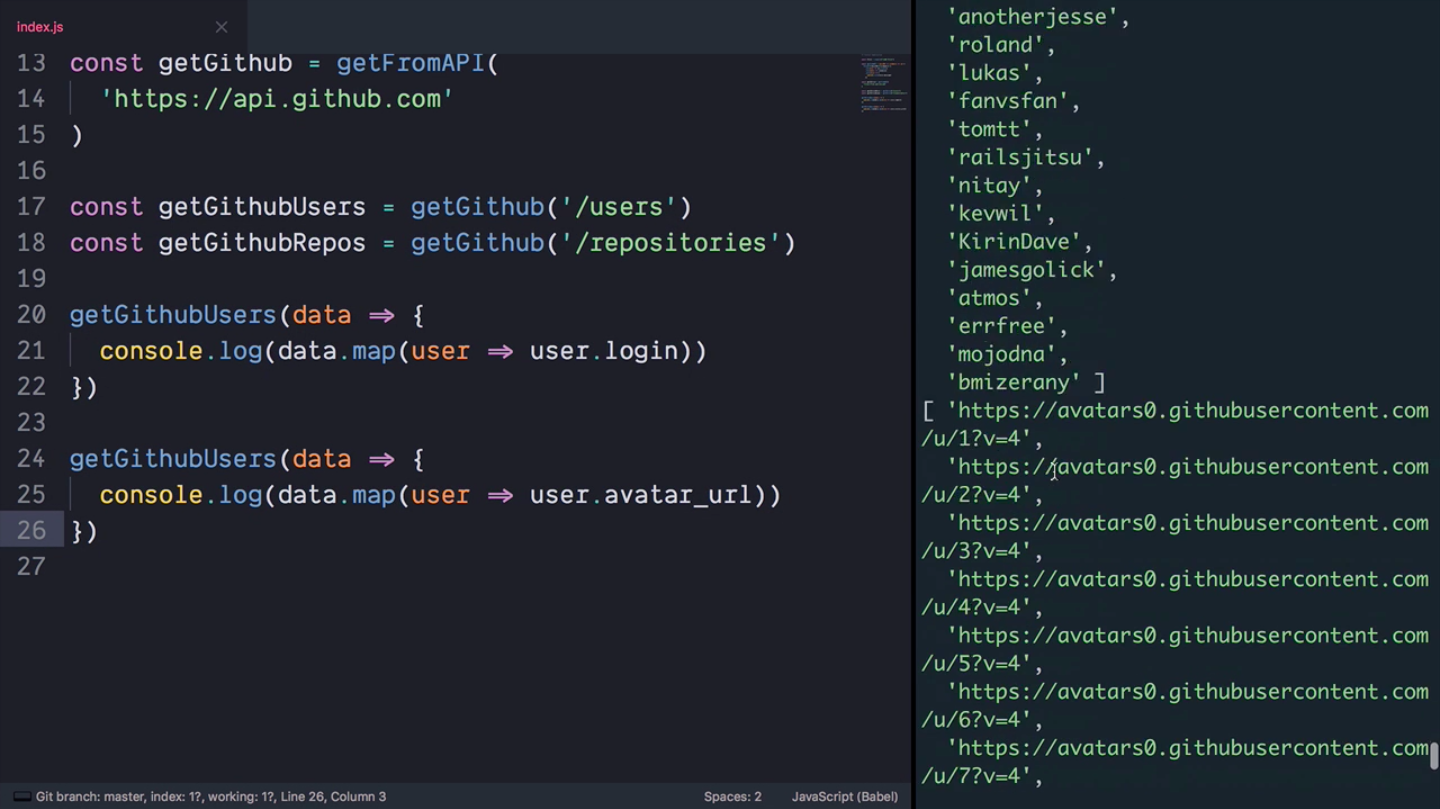 index.js
13 const getGithub = getFromAPI(
14 'https://api.github.com'
15 )
16
17 const getGithubUsers = getGithub('/users')
18 const getGithubRepos = getGithub('/repositories')
19
20 getGithubUsers(data => {
21 console.log(data.map(user => user.login))
22 })
23
24 getGithubUsers(data => {
25 console.log(data.map(user => user.avatar_url))
26 })
27
Git branch: master, index: 1?, working: 1?, Line 26, Column 3
Spaces: 2
JavaScript (Babel)
'anotherjesse',
'roland',
'lukas',
'fanvsfan',
'tomtt',
'railsjitsu',
'nitay',
'kevwil',
'KirinDave',
'jamesgolick',
'atmos',
'errfree',
'mojodna',
'bmizerany' ]
[ 'https://avatars0.githubusercontent.com
/u/1?v=4',
'https://avatars0.githubusercontent.com
/u/2?v=4',
'https://avatars0.githubusercontent.com
/u/3?v=4',
'https://avatars0.githubusercontent.com
/u/4?v=4',
'https://avatars0.githubusercontent.com
/u/5?v=4',
'https://avatars0.githubusercontent.com
/u/6?v=4',
'https://avatars0.githubusercontent.com
/u/7?v=4',